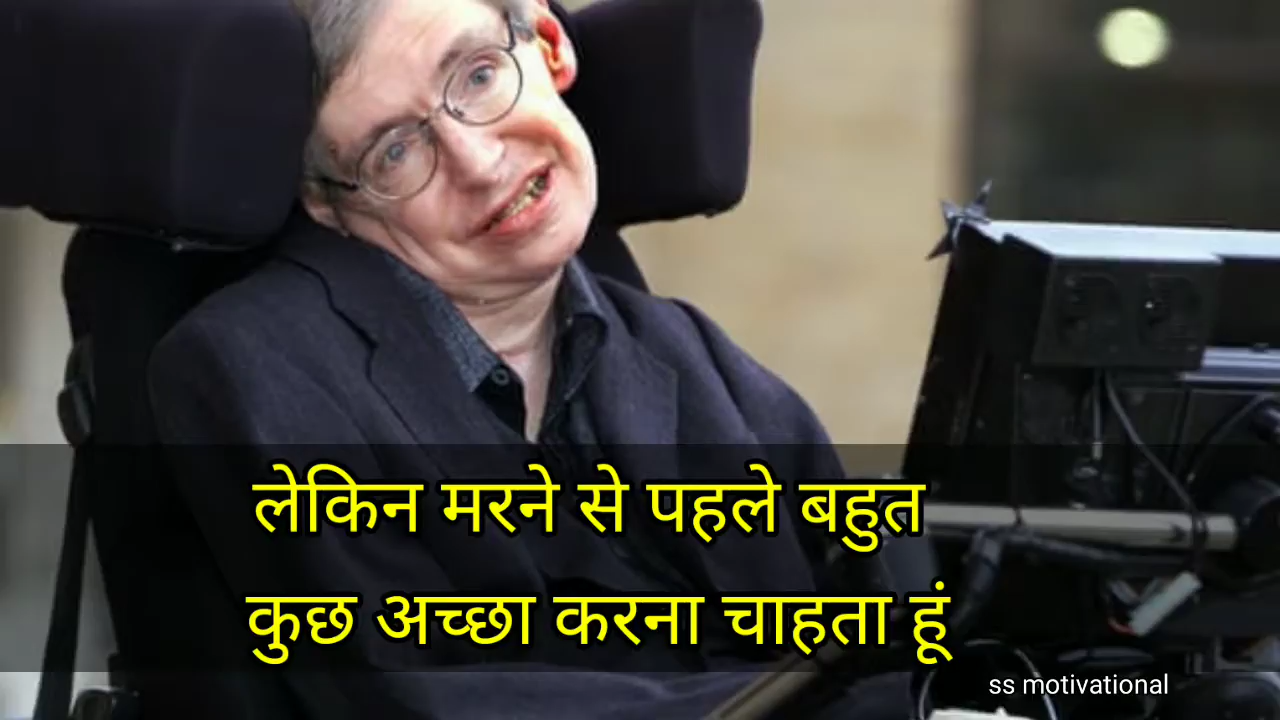 लेकिन मरने से पहले बहुत
कुछ अच्छा करना चाहता हूं
ss motivational